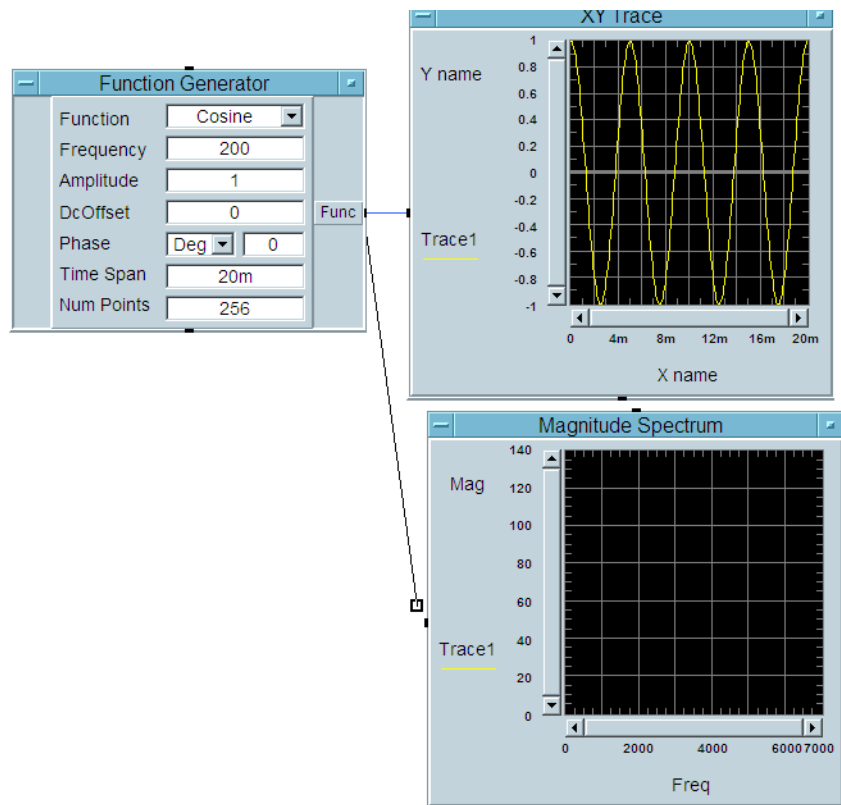 Function Generator
Function Cosine
Frequency 200
Amplitude 1
DcOffset 0
Phase Deg 0
Time Span 20m
Num Points 256
Func
XY Trace
Y name
Trace1
1
0.8
0.6
0.4
0.2
0
-0.2
-0.4
-0.6
-0.8
-1
0 4m 8m 12m 16m 20m
X name
Magnitude Spectrum
Mag
Trace1
140
120
100
80
60
40
20
0
0 2000 4000 6000 7000
Freq